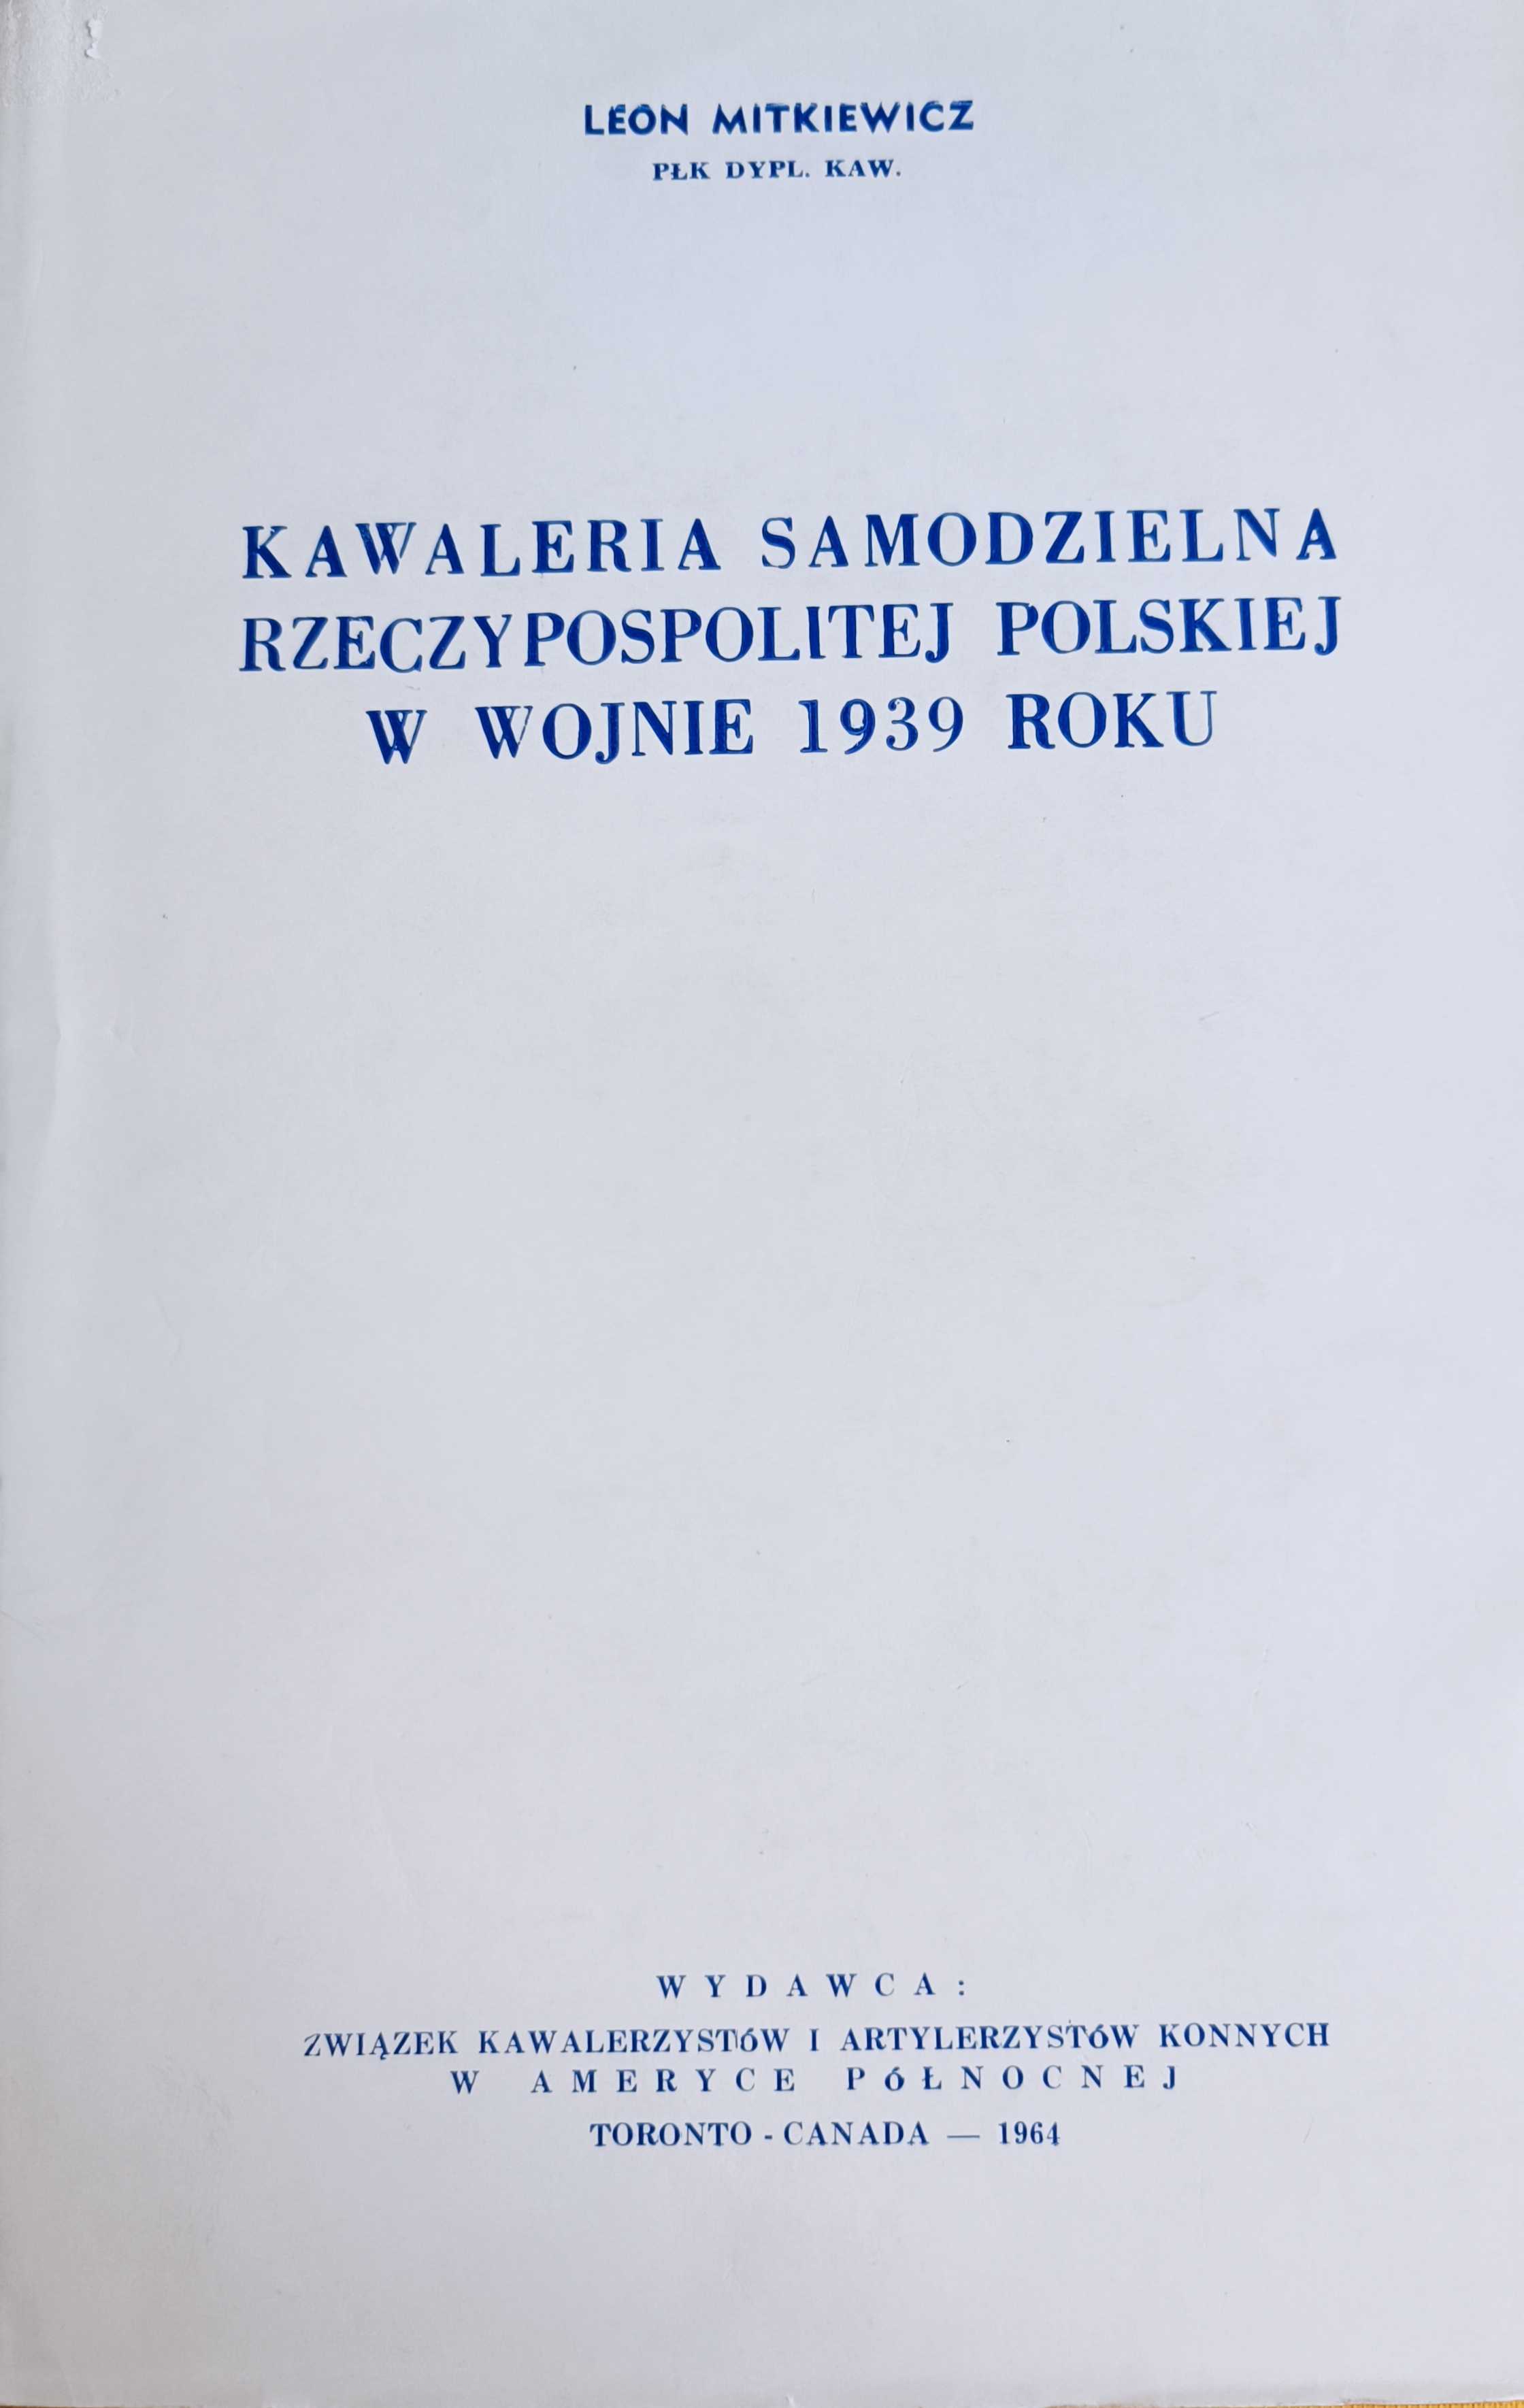 LEON MITKIEWICZ
PŁK DYPL. KAW.
KAWALERIA SAMODZIELNA
RZECZYPOSPOLITEJ POLSKIEJ
W WOJNIE 1939 ROKU
WYDAWCA:
ZWIĄZEK KAWALERZYSTÓW I ARTYLERZYSTÓW KONNYCH
W AMERYCE PÓŁNOCNEJ
TORONTO - CANADA — 1964